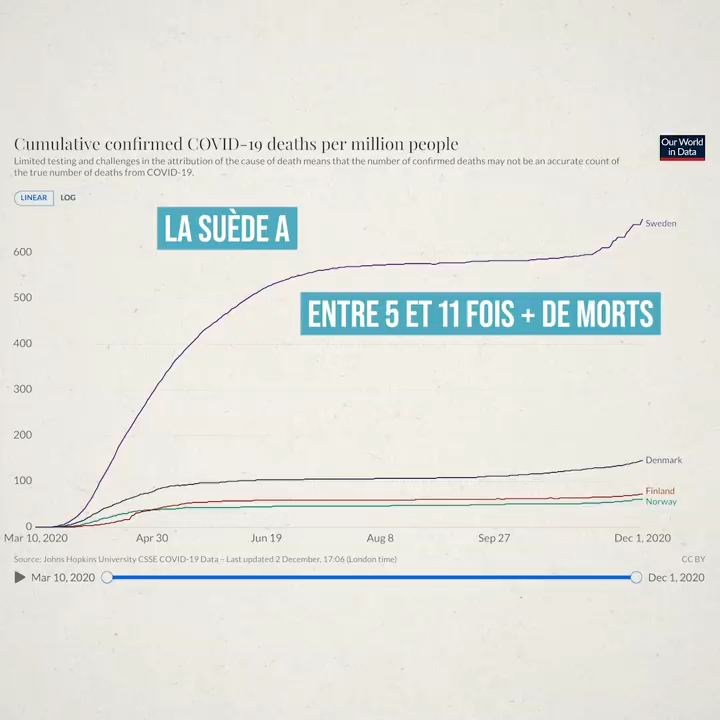 Cumulative confirmed COVID-19 deaths per million people
Our World
in Data
Limited testing and challenges in the attribution of the cause of death means that the number of confirmed deaths may not be an accurate count of
the true number of deaths from COVID-19.
LINEAR LOG
LA SUÈDE A
Sweden
600
ENTRE 5 ET 11 FOIS + DE MORTS
500
400
300
200
Denmark
100
Finland
Norway
0
Mar 10, 2020 Apr 30 Jun 19 Aug 8 Sep 27 Dec 1, 2020
Source: Johns Hopkins University CSSE COVID-19 Data – Last updated 2 December, 17:06 (London time) CC BY
Mar 10, 2020 Dec 1, 2020